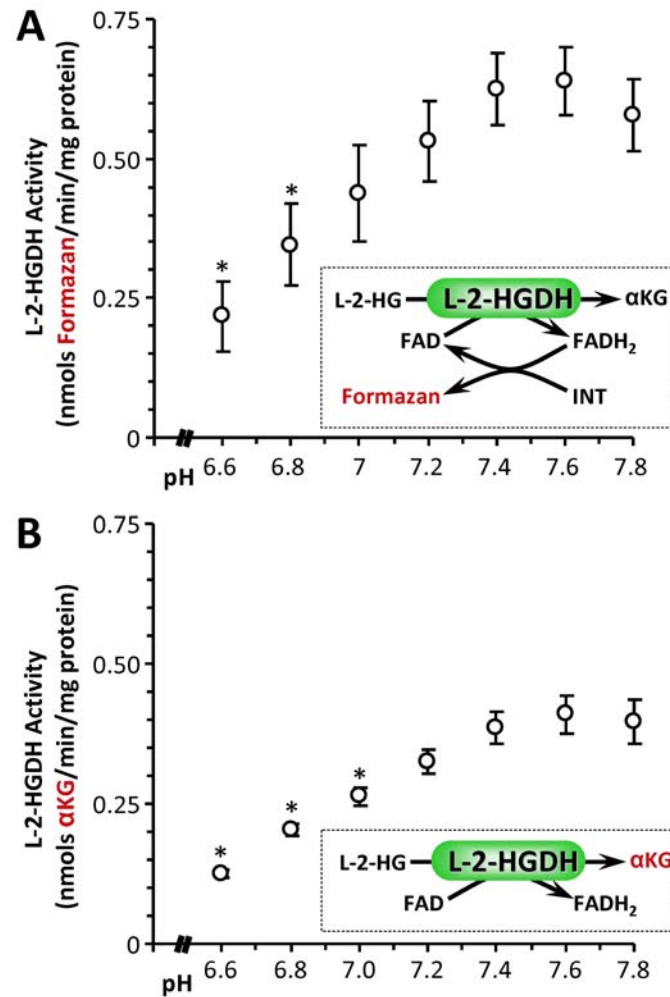 A
L-2-HGDH Activity
(nmols Formazan/min/mg protein)
0.75
0.50
0.25
0
*
*
L-2-HG
L-2-HGDH
αKG
FAD
FADH2
Formazan
INT
pH
6.6
6.8
7
7.2
7.4
7.6
7.8
B
L-2-HGDH Activity
(nmols αKG/min/mg protein)
0.75
0.50
0.25
0
*
*
*
L-2-HG
L-2-HGDH
αKG
FAD
FADH2
pH
6.6
6.8
7.0
7.2
7.4
7.6
7.8